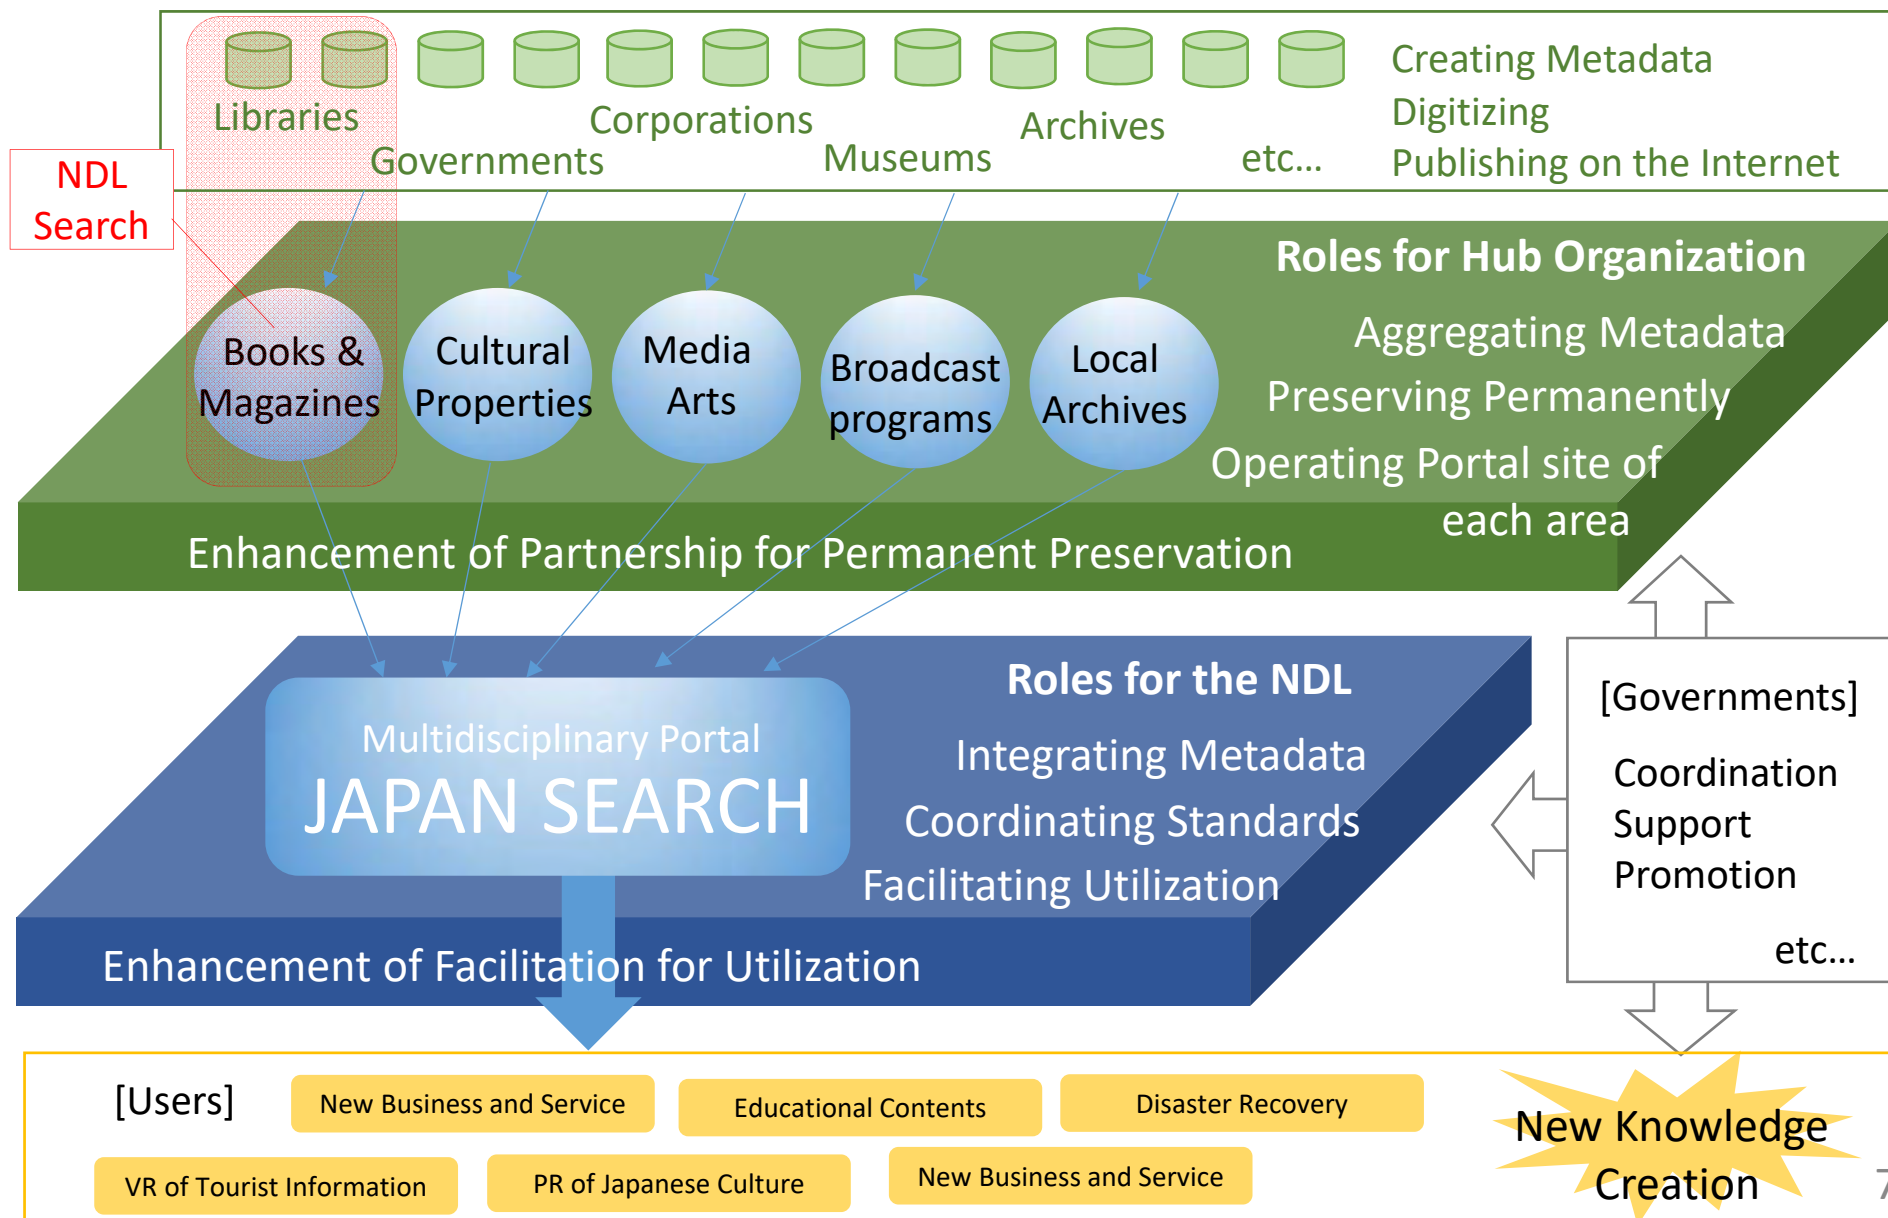 Creating Metadata
Digitizing
Publishing on the Internet
Libraries
Governments
Corporations
Museums
Archives
etc...
NDL
Search
Roles for Hub Organization
Aggregating Metadata
Preserving Permanently
Operating Portal site of
each area
Books &
Magazines
Cultural
Properties
Media
Arts
Broadcast
programs
Local
Archives
Enhancement of Partnership for Permanent Preservation
Roles for the NDL
Integrating Metadata
Coordinating Standards
Facilitating Utilization
Multidisciplinary Portal
JAPAN SEARCH
Enhancement of Facilitation for Utilization
[Governments]
Coordination
Support
Promotion
etc...
[Users]
New Business and Service
Educational Contents
Disaster Recovery
VR of Tourist Information
PR of Japanese Culture
New Business and Service
New Knowledge
Creation
7